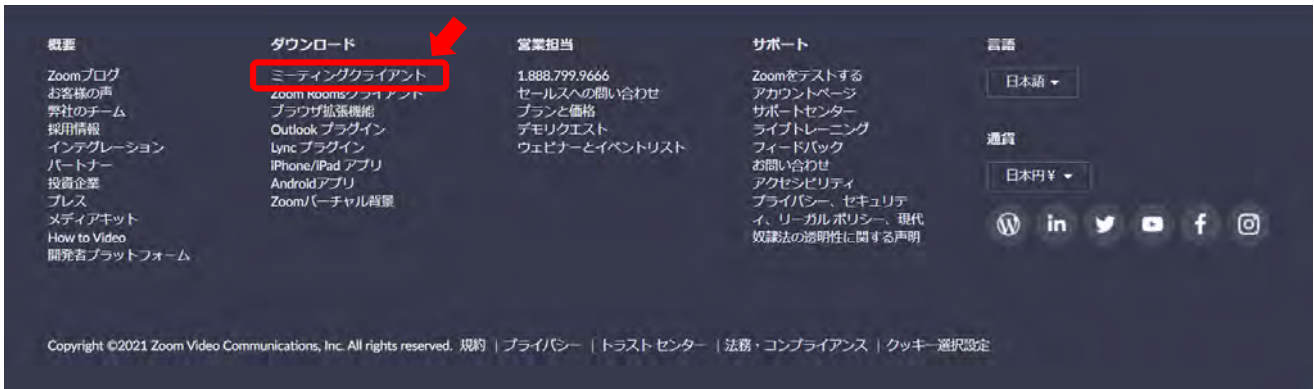 概要
Zoomブログ
お客様の声
弊社のチーム
採用情報
インテグレーション
パートナー
投資企業
プレス
メディアキット
How to Video
開発者プラットフォーム
ダウンロード
ミーティングクライアント
Zoom Roomsクライアント
ブラウザ拡張機能
Outlook プラグイン
Lync プラグイン
iPhone/iPad アプリ
Androidアプリ
Zoomバーチャル背景
営業担当
1.888.799.9666
セールスへの問い合わせ
プランと価格
デモリクエスト
ウェビナーとイベントリスト
サポート
Zoomをテストする
アカウントページ
サポートセンター
ライブトレーニング
フィードバック
お問い合わせ
アクセシビリティ
プライバシー、セキュリテ
ィ、リーガル ポリシー、現代
奴隷法の透明性に関する声明
言語
日本語
通貨
日本円 ¥
in
f
Copyright ©2021 Zoom Video Communications, Inc. All rights reserved. 規約 | プライバシー | トラスト センター | 法務・コンプライアンス | クッキー選択設定